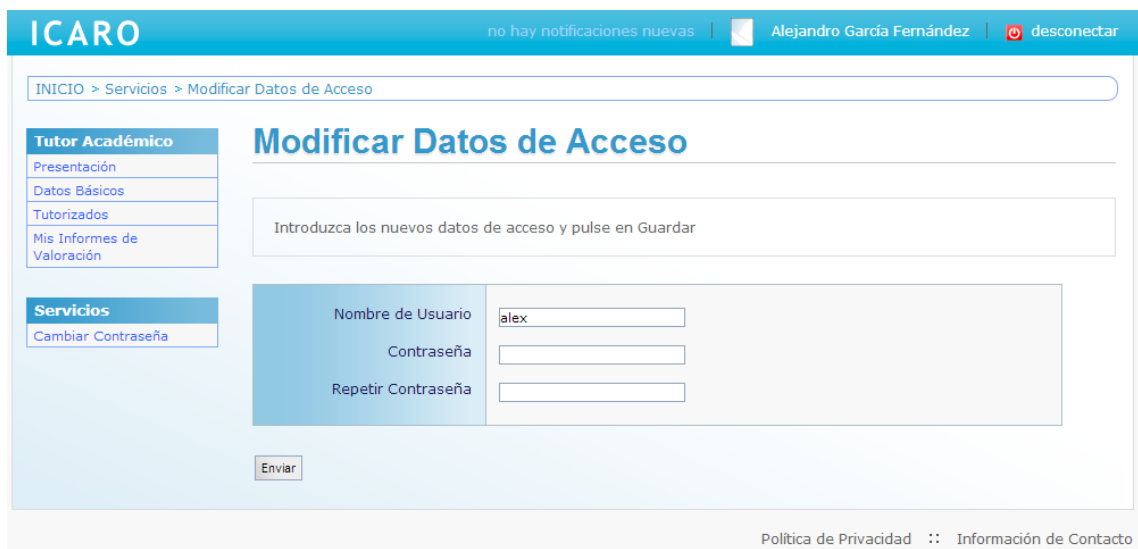 ICARO
no hay notificaciones nuevas | Alejandro García Fernández | desconectar
INICIO > Servicios > Modificar Datos de Acceso
Tutor Académico
Presentación
Datos Básicos
Tutorizados
Mis Informes de
Valoración
Servicios
Cambiar Contraseña
Modificar Datos de Acceso
Introduzca los nuevos datos de acceso y pulse en Guardar
Nombre de Usuario alex
Contraseña
Repetir Contraseña
Enviar
Política de Privacidad :: Información de Contacto